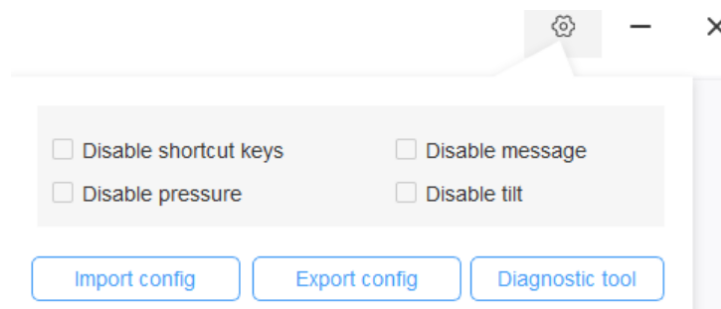 Disable shortcut keys
Disable message
Disable pressure
Disable tilt
Import config
Export config
Diagnostic tool